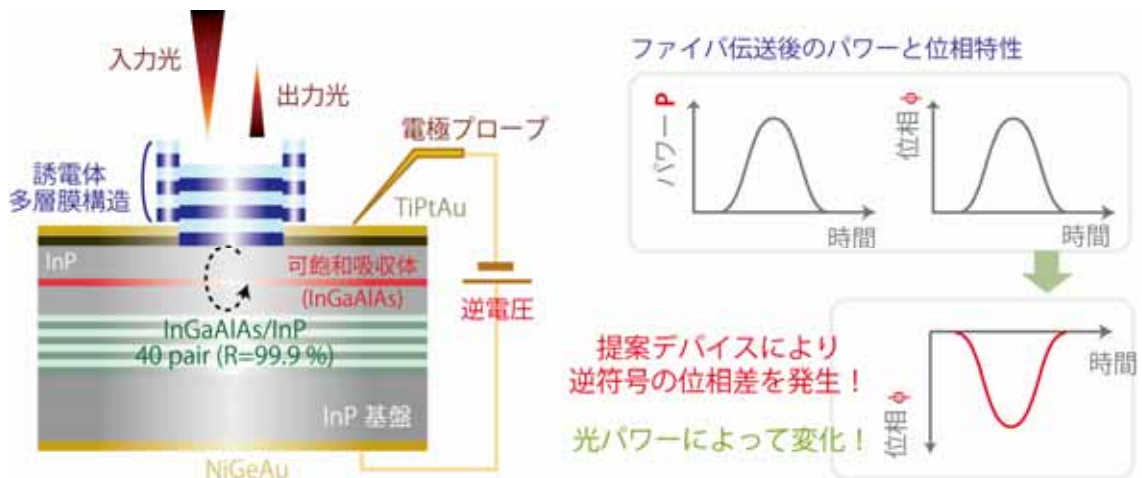 入力光
出力光
電極プローブ
誘電体
多層膜構造
TiPtAu
InP
可飽和吸収体
(InGaAlAs)
逆電圧
InGaAlAs/InP
40 pair (R=99.9 %)
InP 基盤
NiGeAu
ファイバ伝送後のパワーと位相特性
パワー P
時間
位相 ϕ
時間
提案デバイスにより
逆符号の位相差を発生！
光パワーによって変化！
時間
位相 ϕ